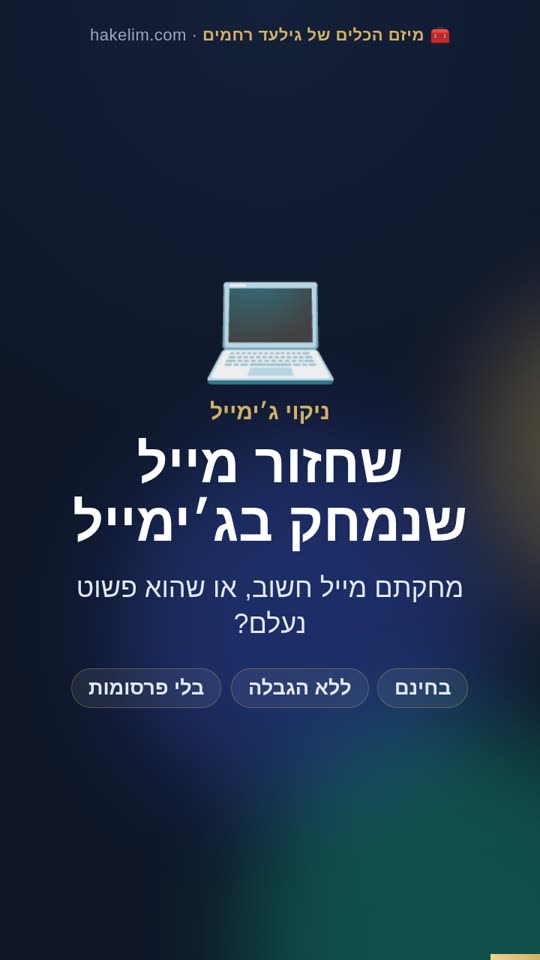 🧰 מיזם הכלים של גילעד רחמים · hakelim.com
ניקוי ג׳ימייל
שחזור מייל
שנמחק בג׳ימייל
מחקתם מייל חשוב, או שהוא פשוט
נעלם?
בחינם
ללא הגבלה
בלי פרסומות